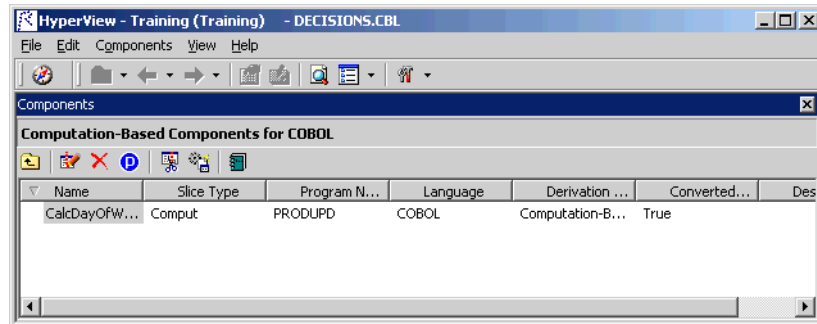 HyperView - Training (Training) - DECISIONS.CBL
File Edit Components View Help
Components
Computation-Based Components for COBOL
Name Slice Type Program N... Language Derivation ... Converted... Des
CalcDayOfW... Comput PRODUPD COBOL Computation-B... True